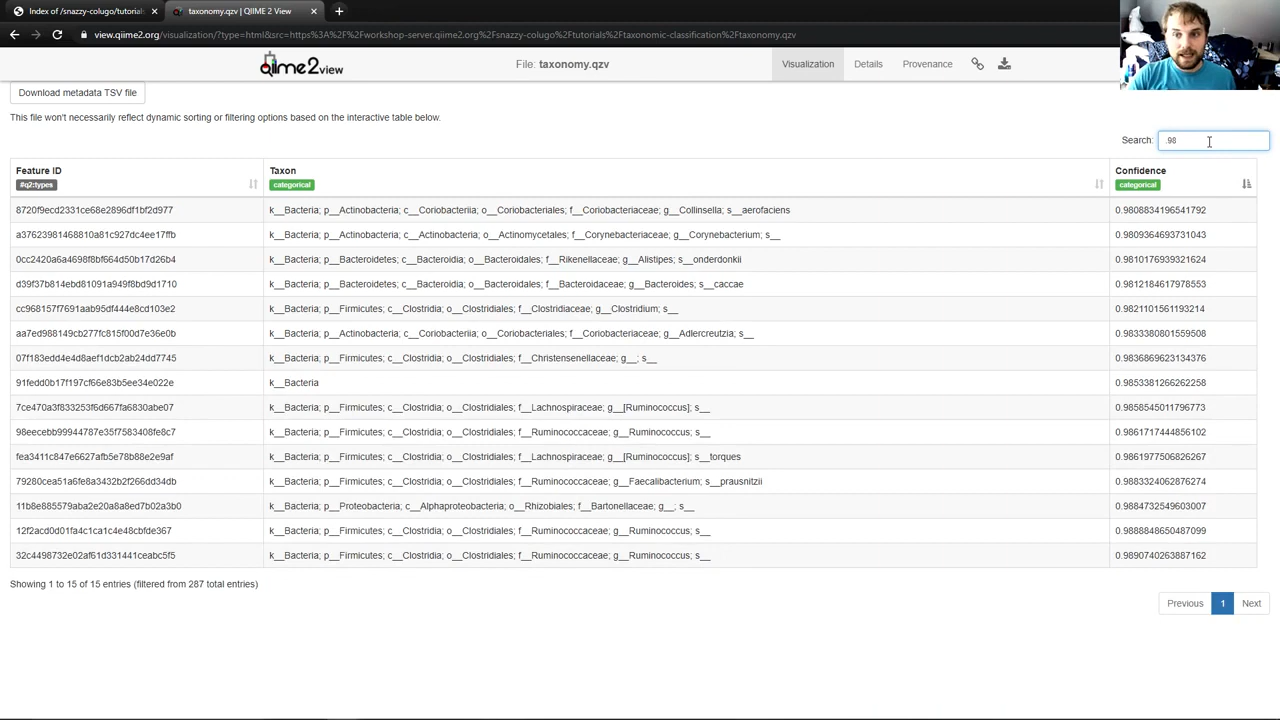 Index of /snazzy-colugo/tutorials
taxonomy.qzv | QIIME 2 View
view.qiime2.org/visualization/?type=html&src=https%3A%2F%2Fworkshop-server.qiime2.org%2Fsnazzy-colugo%2Ftutorials%2Ftaxonomic-classification%2Ftaxonomy.qzv
qiime2view
File: taxonomy.qzv
Visualization
Details
Provenance
Download metadata TSV file
This file won't necessarily reflect dynamic sorting or filtering options based on the interactive table below.
Search: .98
Feature ID Taxon Confidence
#q2:types categorical categorical
8720f9ecd2331ce68e2896df1bf2d977 k__Bacteria; p__Actinobacteria; c__Coriobacteriia; o__Coriobacteriales; f__Coriobacteriaceae; g__Collinsella; s__aerofaciens 0.9808834196541792
a37623981468810a81c927dc4ee17ffb k__Bacteria; p__Actinobacteria; c__Actinobacteria; o__Actinomycetales; f__Corynebacteriaceae; g__Corynebacterium; s__ 0.9809364693731043
0cc2420a6a4698f8bf664d50b17d26b4 k__Bacteria; p__Bacteroidetes; c__Bacteroidia; o__Bacteroidales; f__Rikenellaceae; g__Alistipes; s__onderdonkii 0.9810176939321624
d39f37b814ebd81091a949f8bd9d1710 k__Bacteria; p__Bacteroidetes; c__Bacteroidia; o__Bacteroidales; f__Bacteroidaceae; g__Bacteroides; s__caccae 0.9812184617978553
cc968157f7691aab95df444e8cd103e2 k__Bacteria; p__Firmicutes; c__Clostridia; o__Clostridiales; f__Clostridiaceae; g__Clostridium; s__ 0.9821101561193214
aa7ed988149cb277fc815f00d7e36e0b k__Bacteria; p__Actinobacteria; c__Coriobacteriia; o__Coriobacteriales; f__Coriobacteriaceae; g__Adlercreutzia; s__ 0.9833380801559508
07f183edd4e4d8aef1dcb2ab24dd7745 k__Bacteria; p__Firmicutes; c__Clostridia; o__Clostridiales; f__Christensenellaceae; g__; s__ 0.9836869623134376
91fedd0b17f197cf66e83b5ee34e022e k__Bacteria 0.9853381266262258
7ce470a3f833253f6d667fa6830abe07 k__Bacteria; p__Firmicutes; c__Clostridia; o__Clostridiales; f__Lachnospiraceae; g__[Ruminococcus]; s__ 0.9858545011796773
98eecebb99944787e35f7583408fe8c7 k__Bacteria; p__Firmicutes; c__Clostridia; o__Clostridiales; f__Ruminococcaceae; g__Ruminococcus; s__ 0.9861717444856102
fea3411c847e6627afb5e78b88e2e9af k__Bacteria; p__Firmicutes; c__Clostridia; o__Clostridiales; f__Lachnospiraceae; g__[Ruminococcus]; s__torques 0.9861977506826267
79280cea51a6fe8a3432b2f266dd34db k__Bacteria; p__Firmicutes; c__Clostridia; o__Clostridiales; f__Ruminococcaceae; g__Faecalibacterium; s__prausnitzii 0.9883324062876274
11b8e885579aba2e20a8a8ed7b02a3b0 k__Bacteria; p__Proteobacteria; c__Alphaproteobacteria; o__Rhizobiales; f__Bartonellaceae; g__; s__ 0.9884732549603007
12f2acd0d01fa4c1ca1c4e48cbfde367 k__Bacteria; p__Firmicutes; c__Clostridia; o__Clostridiales; f__Ruminococcaceae; g__Ruminococcus; s__ 0.9888848650487099
32c4498732e02af61d331441ceabc5f5 k__Bacteria; p__Firmicutes; c__Clostridia; o__Clostridiales; f__Ruminococcaceae; g__Ruminococcus; s__ 0.9890740263887162
Showing 1 to 15 of 15 entries (filtered from 287 total entries)
Previous 1 Next